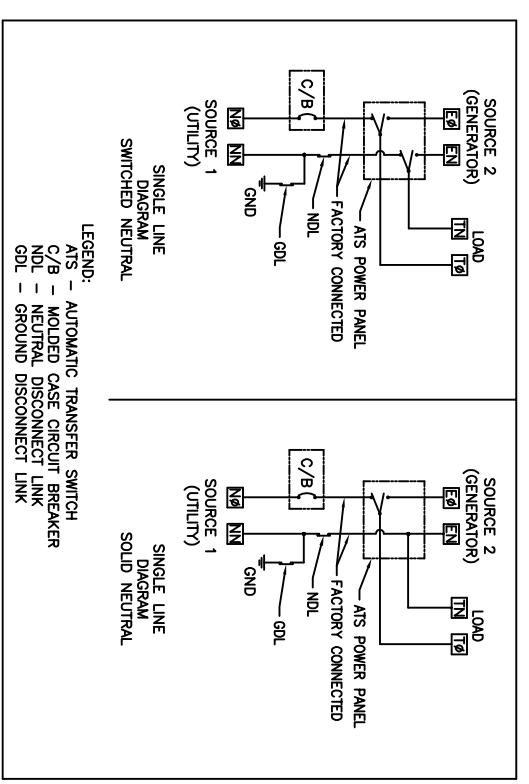 SOURCE 2
(GENERATOR)
LOAD
EØ
EN
TN
TØ
ATS POWER PANEL
FACTORY CONNECTED
C/B
NDL
GDL
GND
NØ
NN
SOURCE 1
(UTILITY)
SINGLE LINE
DIAGRAM
SWITCHED NEUTRAL
SOURCE 2
(GENERATOR)
LOAD
EØ
EN
TN
TØ
ATS POWER PANEL
FACTORY CONNECTED
C/B
NDL
GDL
GND
NØ
NN
SOURCE 1
(UTILITY)
SINGLE LINE
DIAGRAM
SOLID NEUTRAL
LEGEND:
ATS – AUTOMATIC TRANSFER SWITCH
C/B – MOLDED CASE CIRCUIT BREAKER
NDL – NEUTRAL DISCONNECT LINK
GDL – GROUND DISCONNECT LINK